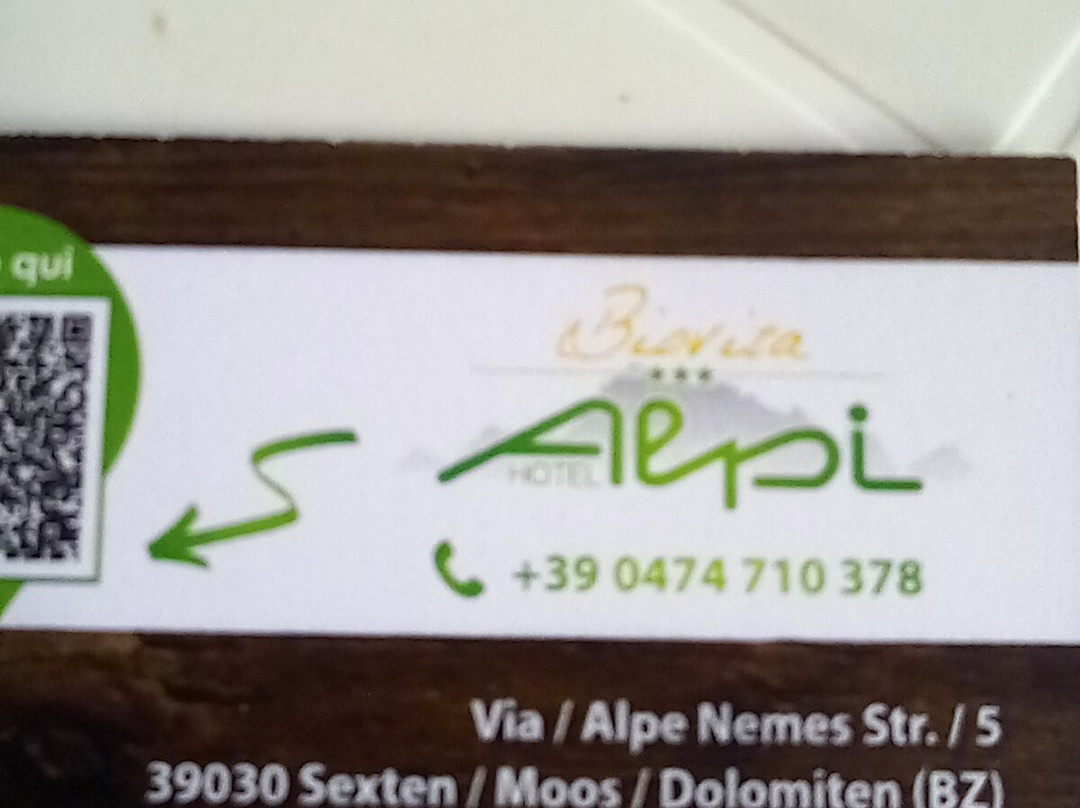 qui
Biovita
HOTEL Alpi
+39 0474 710 378
Via / Alpe Nemes Str. / 5
39030 Sexten / Moos / Dolomiten (BZ)